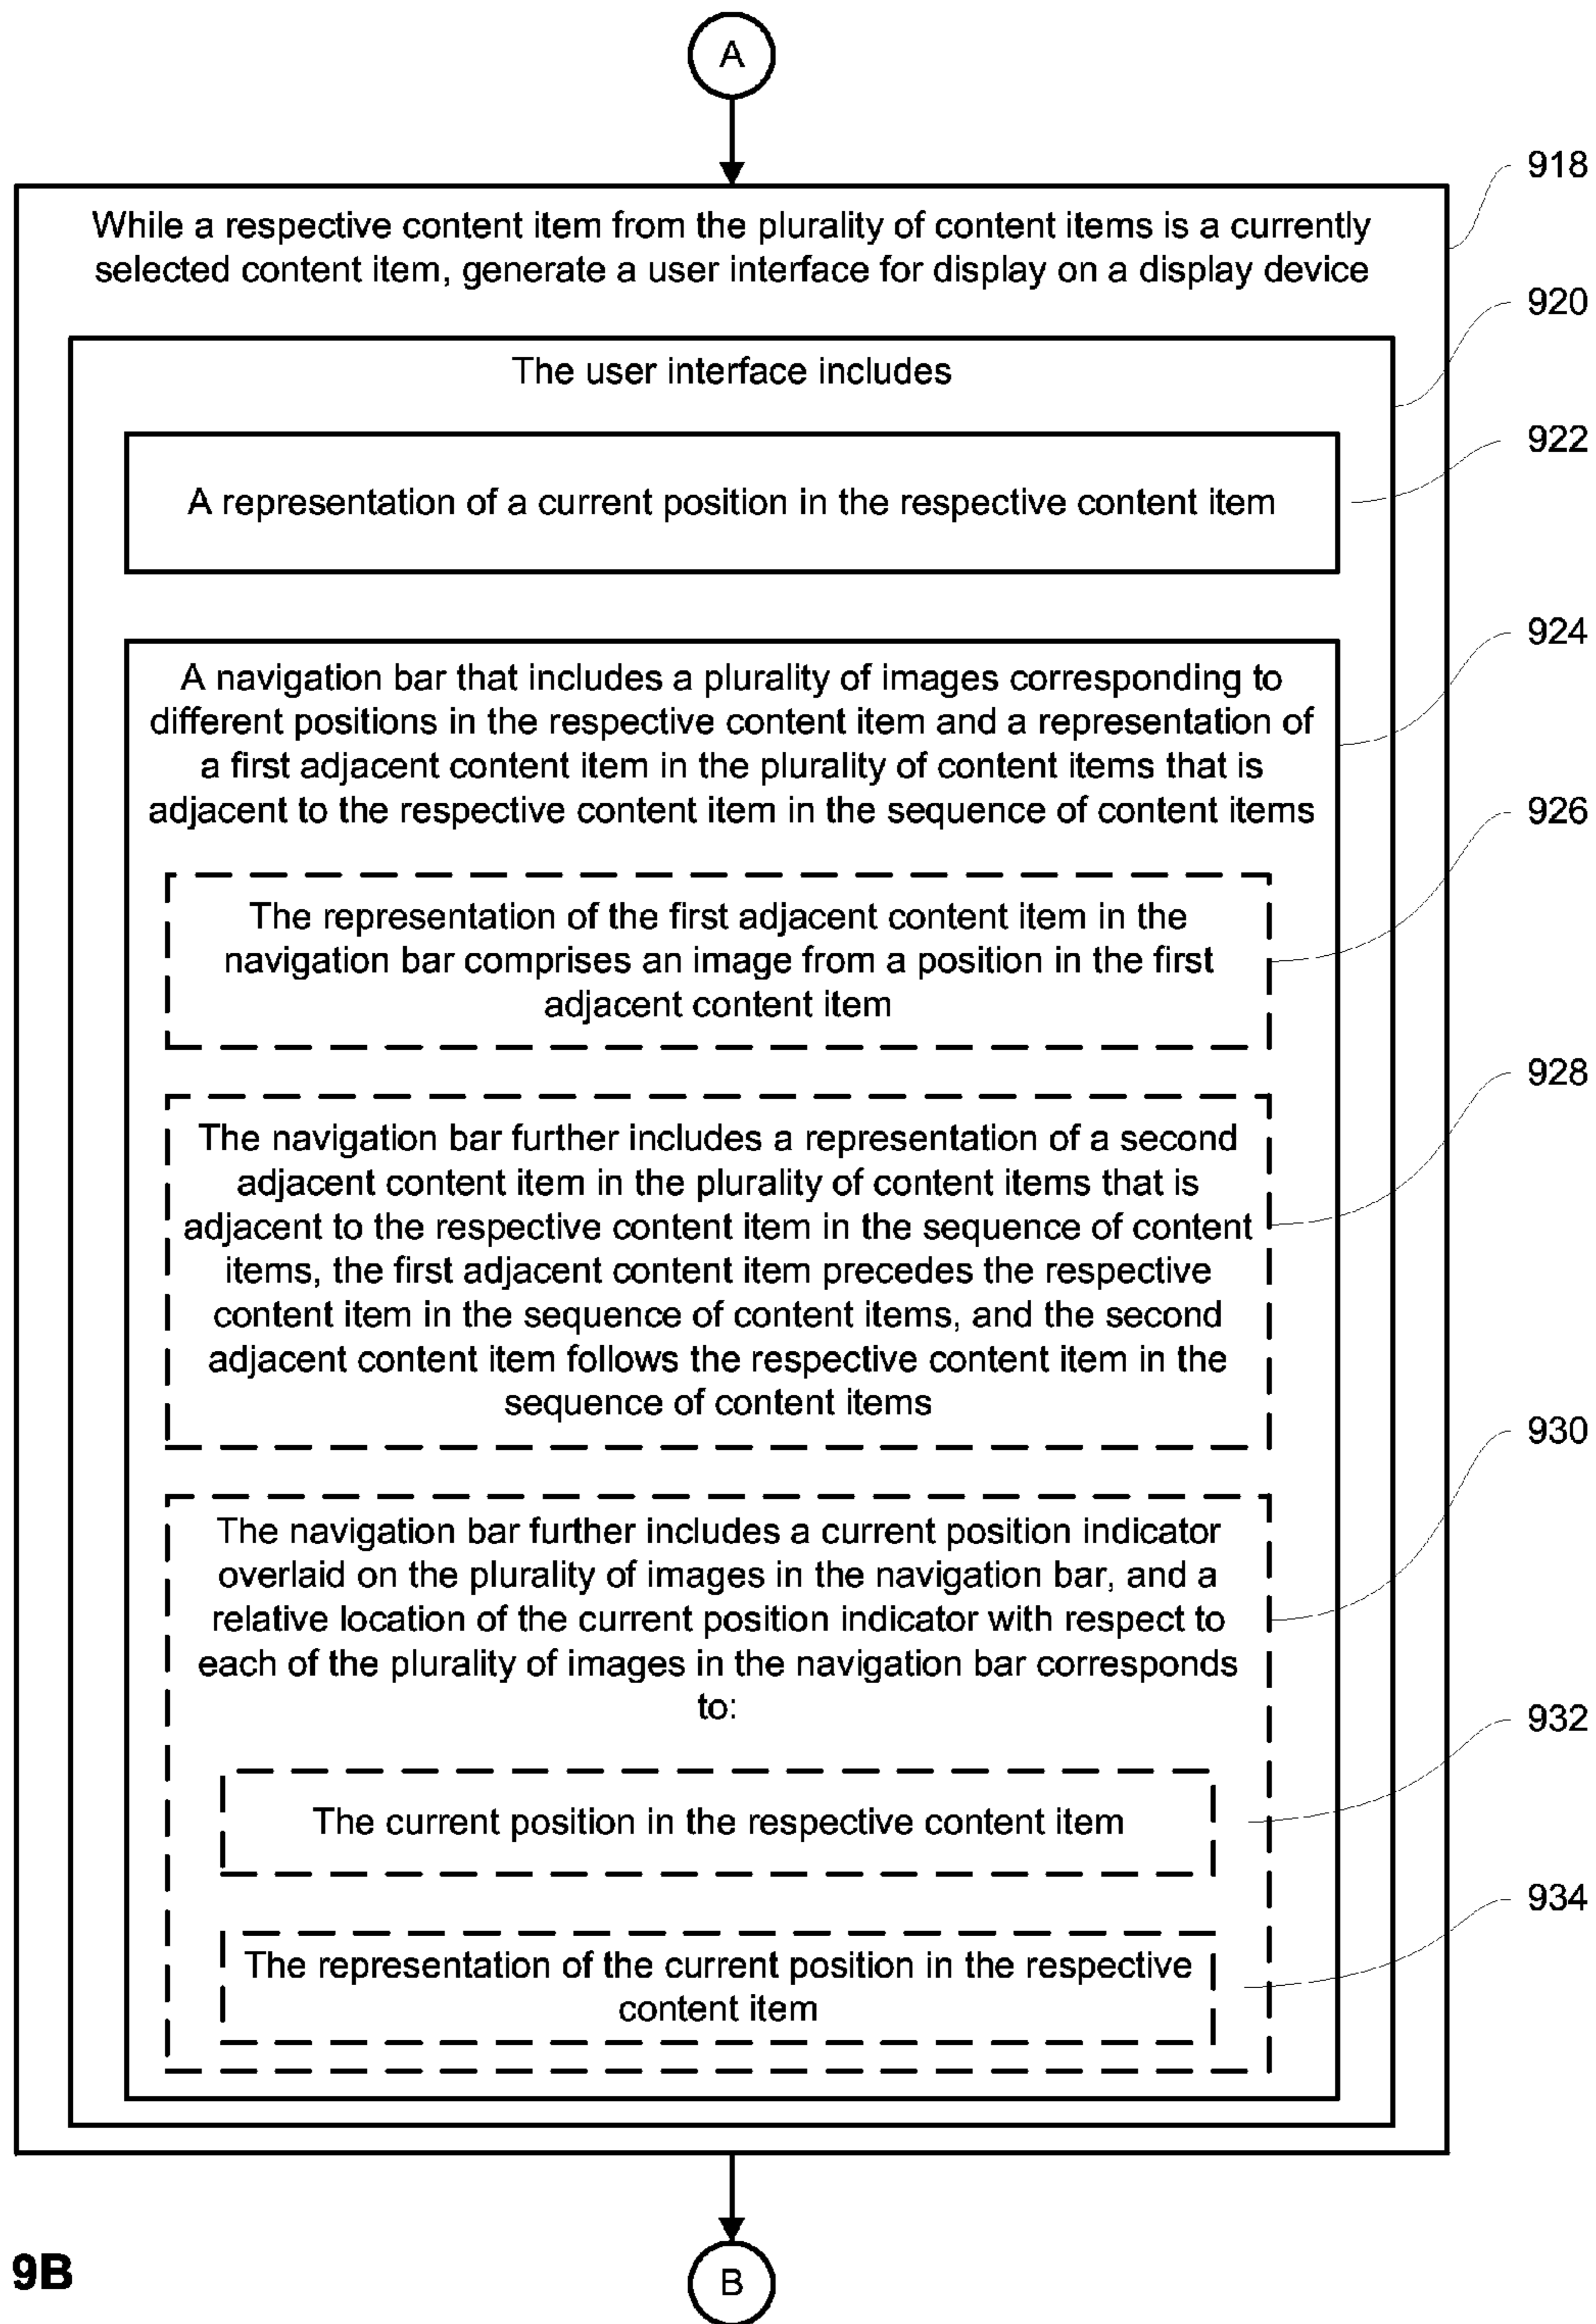 A
918
While a respective content item from the plurality of content items is a currently
selected content item, generate a user interface for display on a display device
920
The user interface includes
922
A representation of a current position in the respective content item
924
A navigation bar that includes a plurality of images corresponding to
different positions in the respective content item and a representation of
a first adjacent content item in the plurality of content items that is
adjacent to the respective content item in the sequence of content items
926
The representation of the first adjacent content item in the
navigation bar comprises an image from a position in the first
adjacent content item
928
The navigation bar further includes a representation of a second
adjacent content item in the plurality of content items that is
adjacent to the respective content item in the sequence of content
items, the first adjacent content item precedes the respective
content item in the sequence of content items, and the second
adjacent content item follows the respective content item in the
sequence of content items
930
The navigation bar further includes a current position indicator
overlaid on the plurality of images in the navigation bar, and a
relative location of the current position indicator with respect to
each of the plurality of images in the navigation bar corresponds
to:
932
The current position in the respective content item
934
The representation of the current position in the respective
content item
9B
B